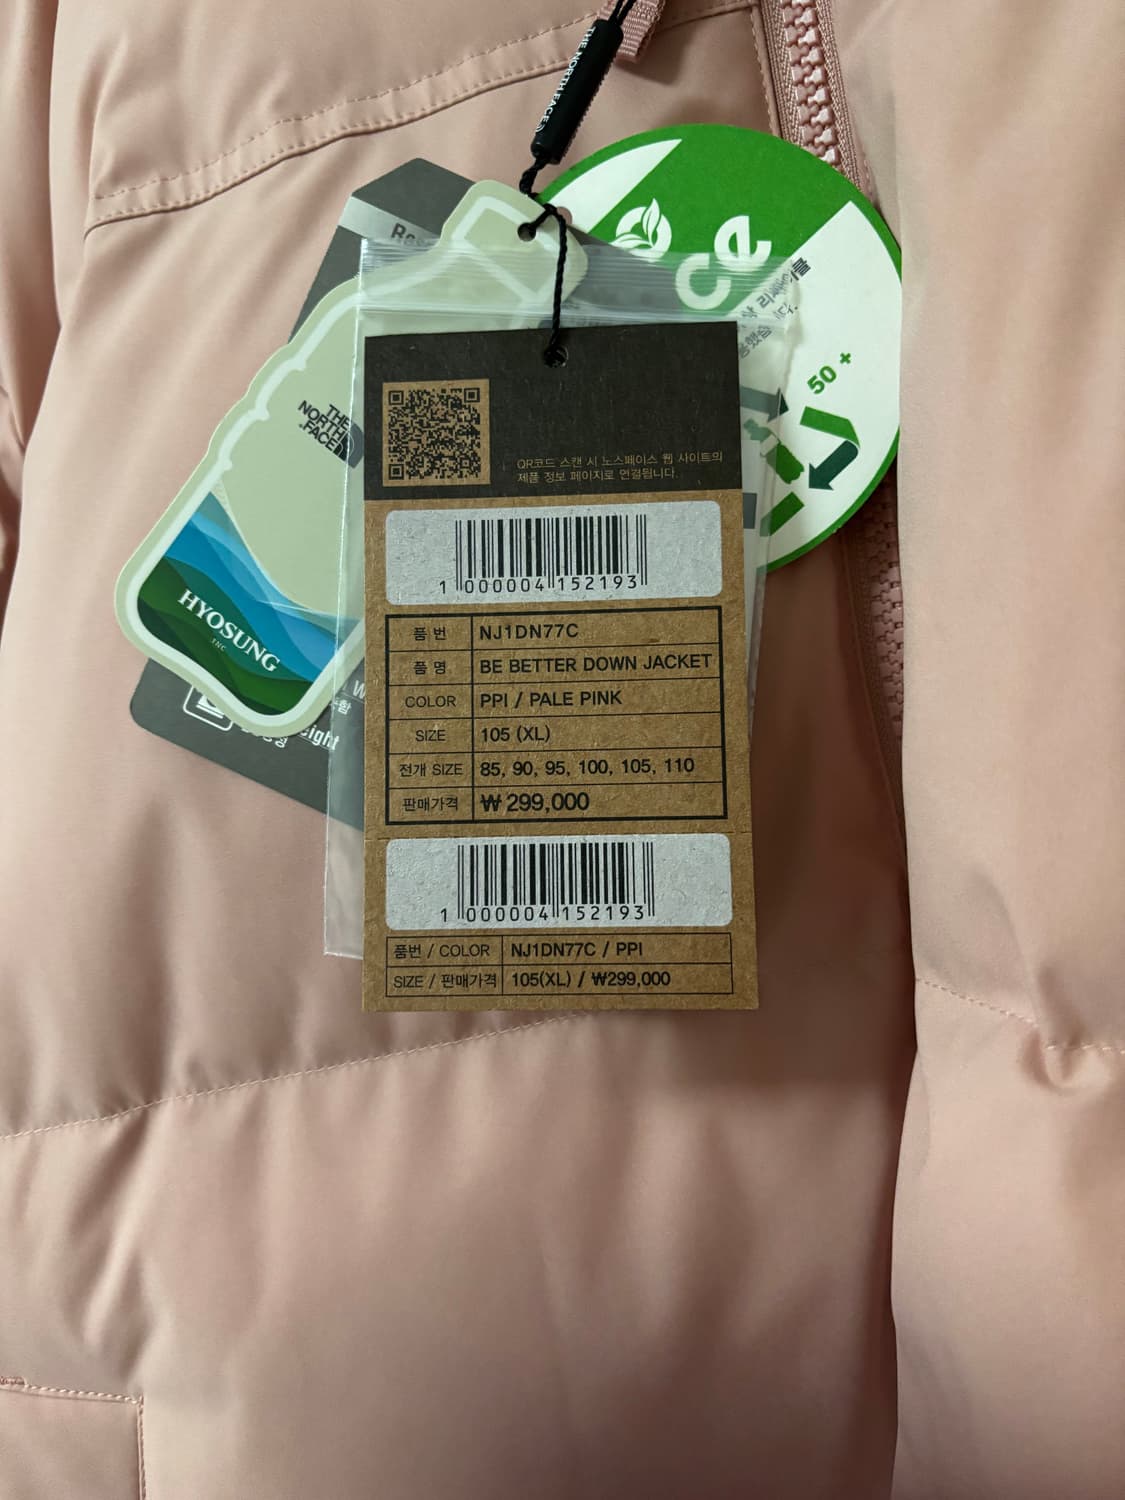 THE NORTH FACE
ce
50 +
THE
NORTH
FACE
HYOSUNG
TNC
QR코드 스캔 시 노스페이스 웹 사이트의
제품 정보 페이지로 연결됩니다.
1 000004 152193
품 번 NJ1DN77C
품 명 BE BETTER DOWN JACKET
COLOR PPI / PALE PINK
SIZE 105 (XL)
전개 SIZE 85, 90, 95, 100, 105, 110
판매가격 ₩ 299,000
1 000004 152193
품번 / COLOR NJ1DN77C / PPI
SIZE / 판매가격 105(XL) / ₩299,000